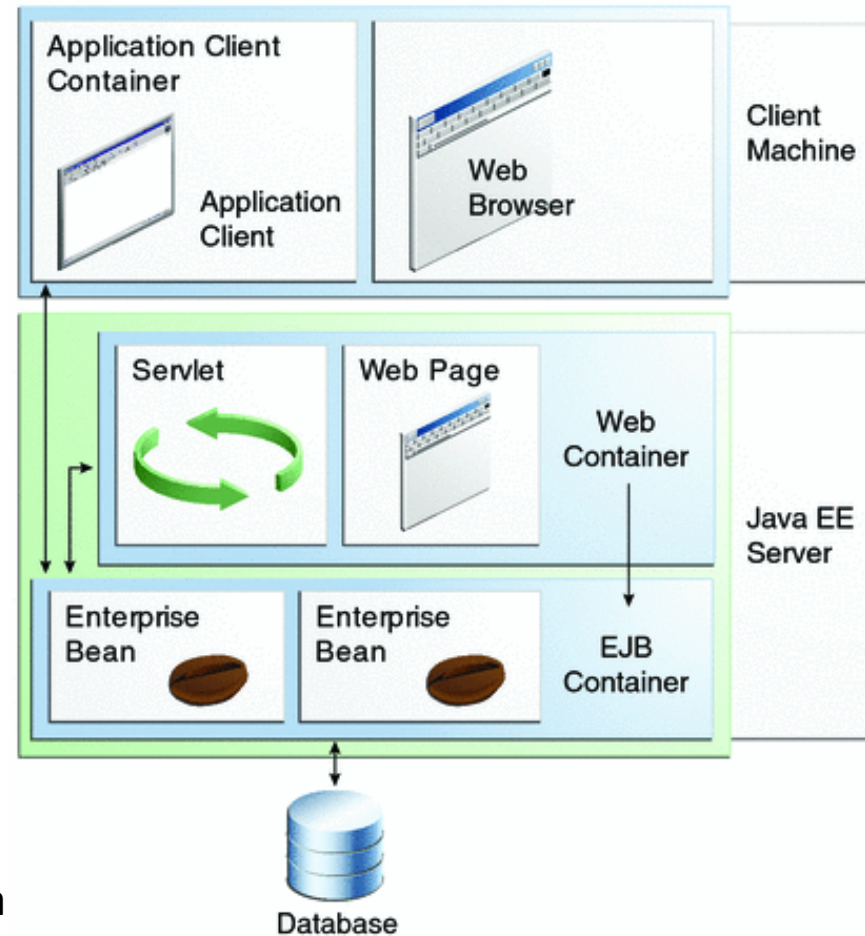 Application Client
Container
Application
Client
Web
Browser
Client
Machine
Servlet
Web Page
Web
Container
Java EE
Server
Enterprise
Bean
Enterprise
Bean
EJB
Container
Database